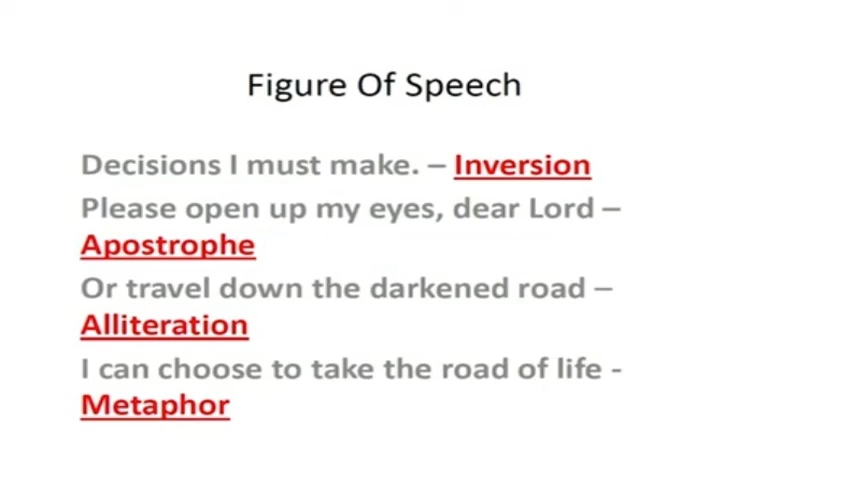 Figure Of Speech
Decisions I must make. – Inversion
Please open up my eyes, dear Lord –
Apostrophe
Or travel down the darkened road –
Alliteration
I can choose to take the road of life -
Metaphor